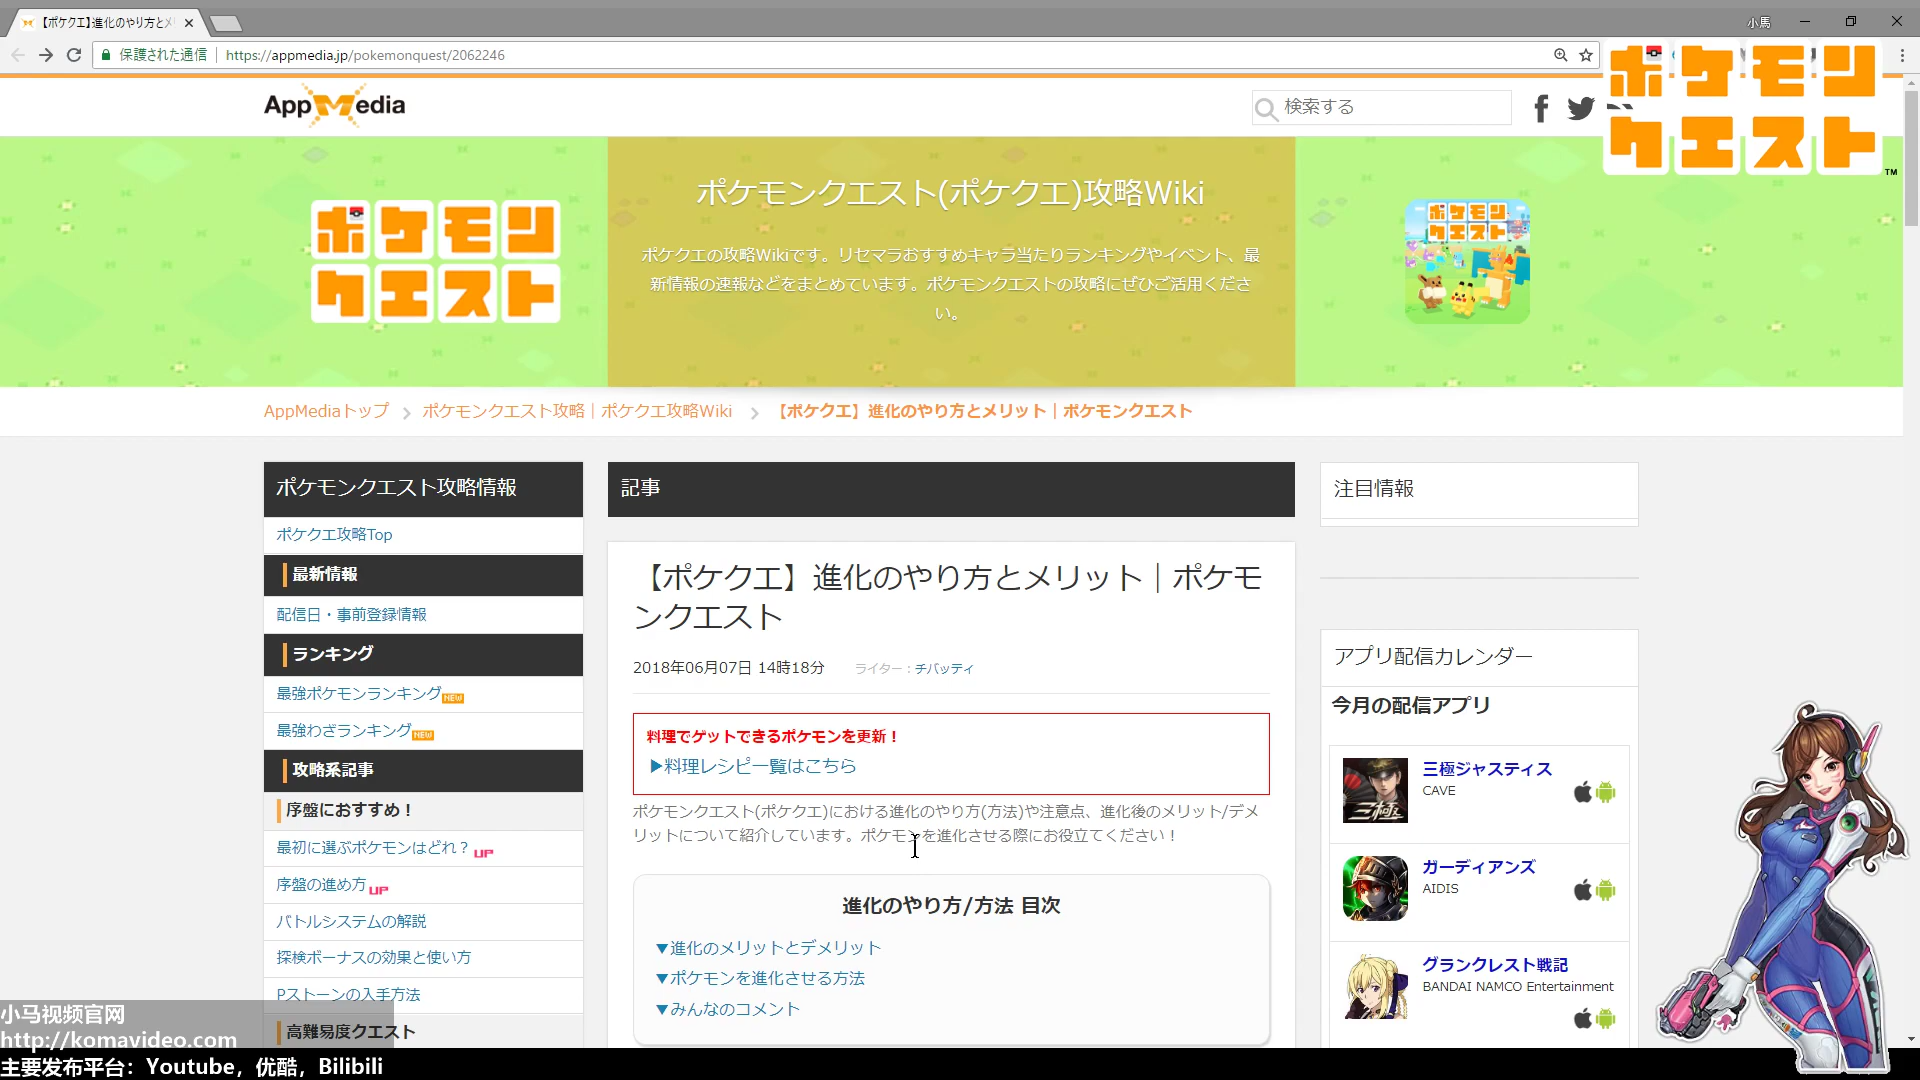 【ポケクエ】進化のやり方とメ
小馬
保護された通信
https://appmedia.jp/pokemonquest/2062246
AppMedia
検索する
ポケモン
クエスト
TM
ポケモン
クエスト
ポケモンクエスト(ポケクエ)攻略Wiki
ポケクエの攻略Wikiです。リセマラおすすめキャラ当たりランキングやイベント、最
新情報の速報などをまとめています。ポケモンクエストの攻略にぜひご活用くださ
い。
ポケモン
クエスト
AppMediaトップ
ポケモンクエスト攻略｜ポケクエ攻略Wiki
【ポケクエ】進化のやり方とメリット｜ポケモンクエスト
ポケモンクエスト攻略情報
ポケクエ攻略Top
最新情報
配信日・事前登録情報
ランキング
最強ポケモンランキング NEW
最強わざランキング NEW
攻略系記事
序盤におすすめ！
最初に選ぶポケモンはどれ？ UP
序盤の進め方 UP
バトルシステムの解説
探検ボーナスの効果と使い方
Pストーンの入手方法
高難易度クエスト
記事
【ポケクエ】進化のやり方とメリット｜ポケモ
ンクエスト
2018年06月07日 14時18分
ライター：チバッティ
料理でゲットできるポケモンを更新！
▶料理レシピ一覧はこちら
ポケモンクエスト(ポケクエ)における進化のやり方(方法)や注意点、進化後のメリット/デメ
リットについて紹介しています。ポケモンを進化させる際にお役立てください！
進化のやり方/方法 目次
▼進化のメリットとデメリット
▼ポケモンを進化させる方法
▼みんなのコメント
注目情報
アプリ配信カレンダー
今月の配信アプリ
三極ジャスティス
CAVE
三極
ガーディアンズ
AIDIS
グランクレスト戦記
BANDAI NAMCO Entertainment
小马视频官网
http://komavideo.com
主要发布平台：Youtube，优酷，Bilibili